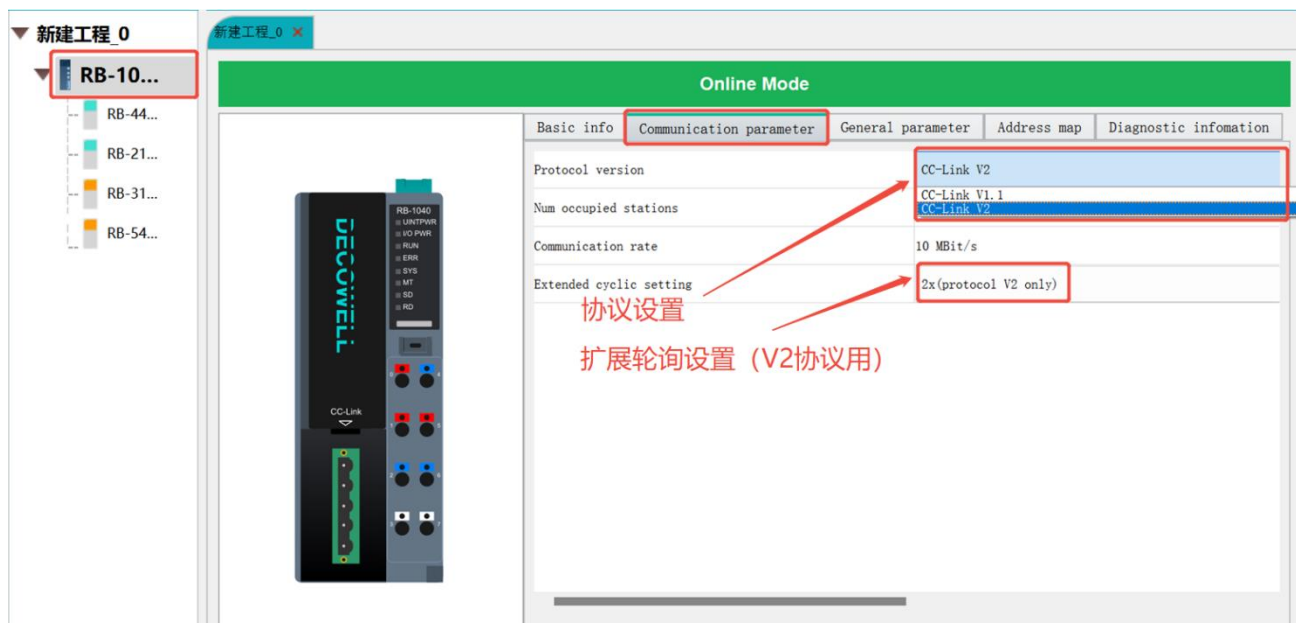 新建工程_0
RB-10...
RB-44...
RB-21...
RB-31...
RB-54...
新建工程_0
Online Mode
Basic info
Communication parameter
General parameter
Address map
Diagnostic infomation
Protocol version
CC-Link V2
CC-Link V1.1
CC-Link V2
Num occupied stations
Communication rate
10 MBit/s
Extended cyclic setting
2x(protocol V2 only)
协议设置
扩展轮询设置（V2协议用）
DECOWELL
RB-1040
UINTPWR
I/O PWR
RUN
ERR
SYS
MT
SD
RD
CC-Link